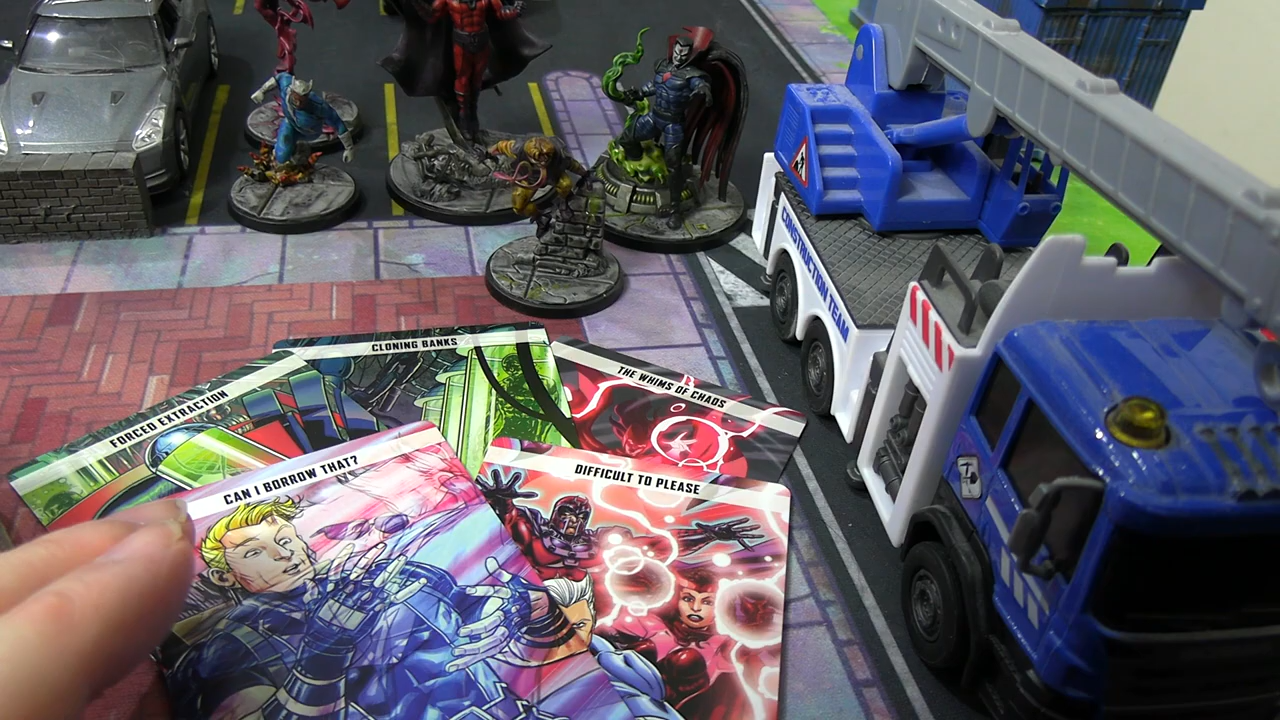 CONSTRUCTION TEAM
CLONING BANKS
THE WHIMS OF CHAOS
FORCED EXTRACTION
CAN I BORROW THAT?
DIFFICULT TO PLEASE